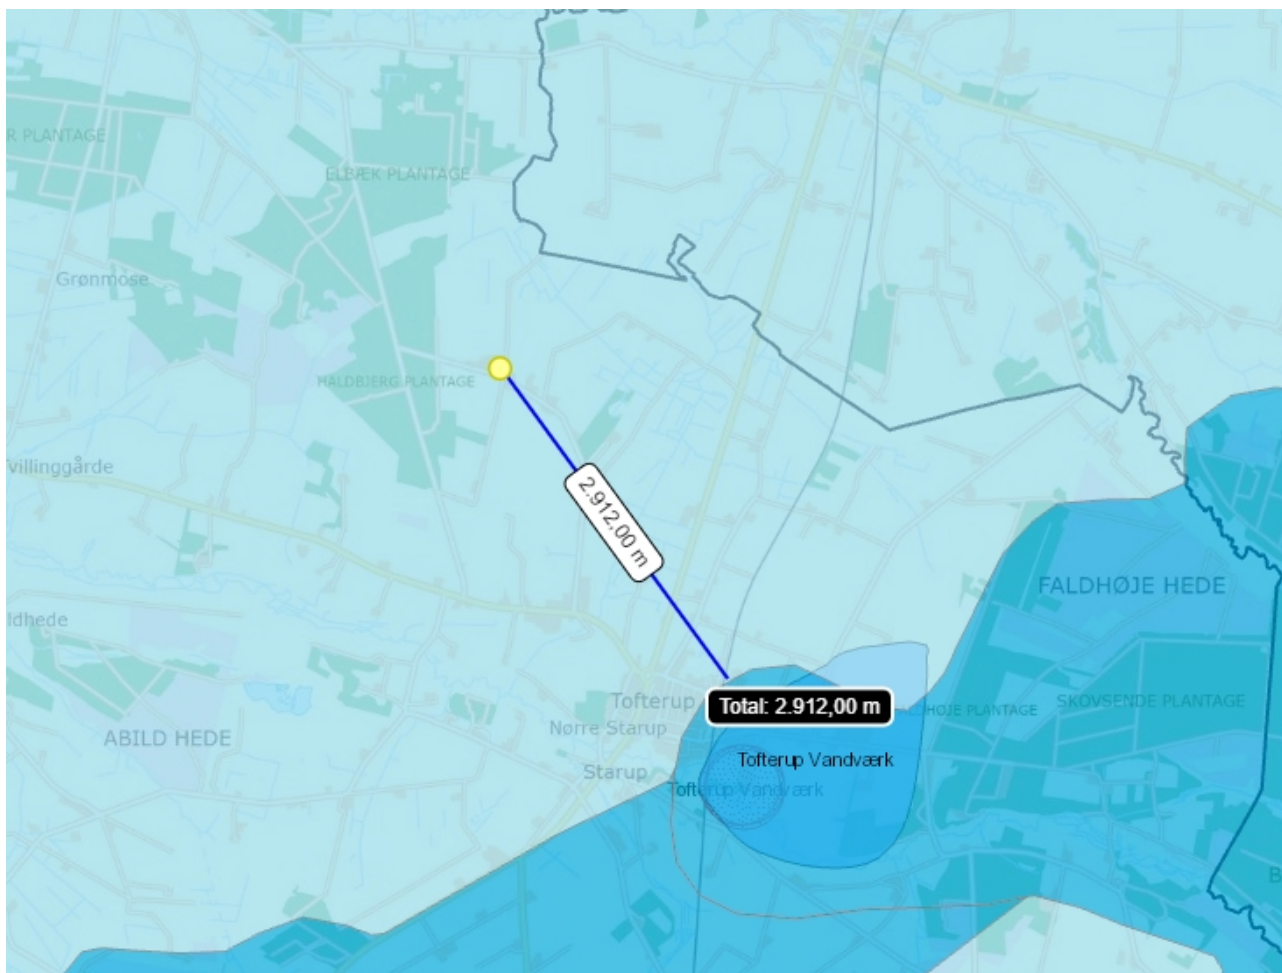 R PLANTAGE
ELBÆK PLANTAGE
Grønmose
HALDBJERG PLANTAGE
Tvillinggårde
2.912,00 m
FALDHØJE HEDE
ldhede
Tofterup
Total: 2.912,00 m
HØJE PLANTAGE
SKOVSENDE PLANTAGE
Nørre Starup
ABILD HEDE
Tofterup Vandværk
Starup
Tofterup Vandværk
B